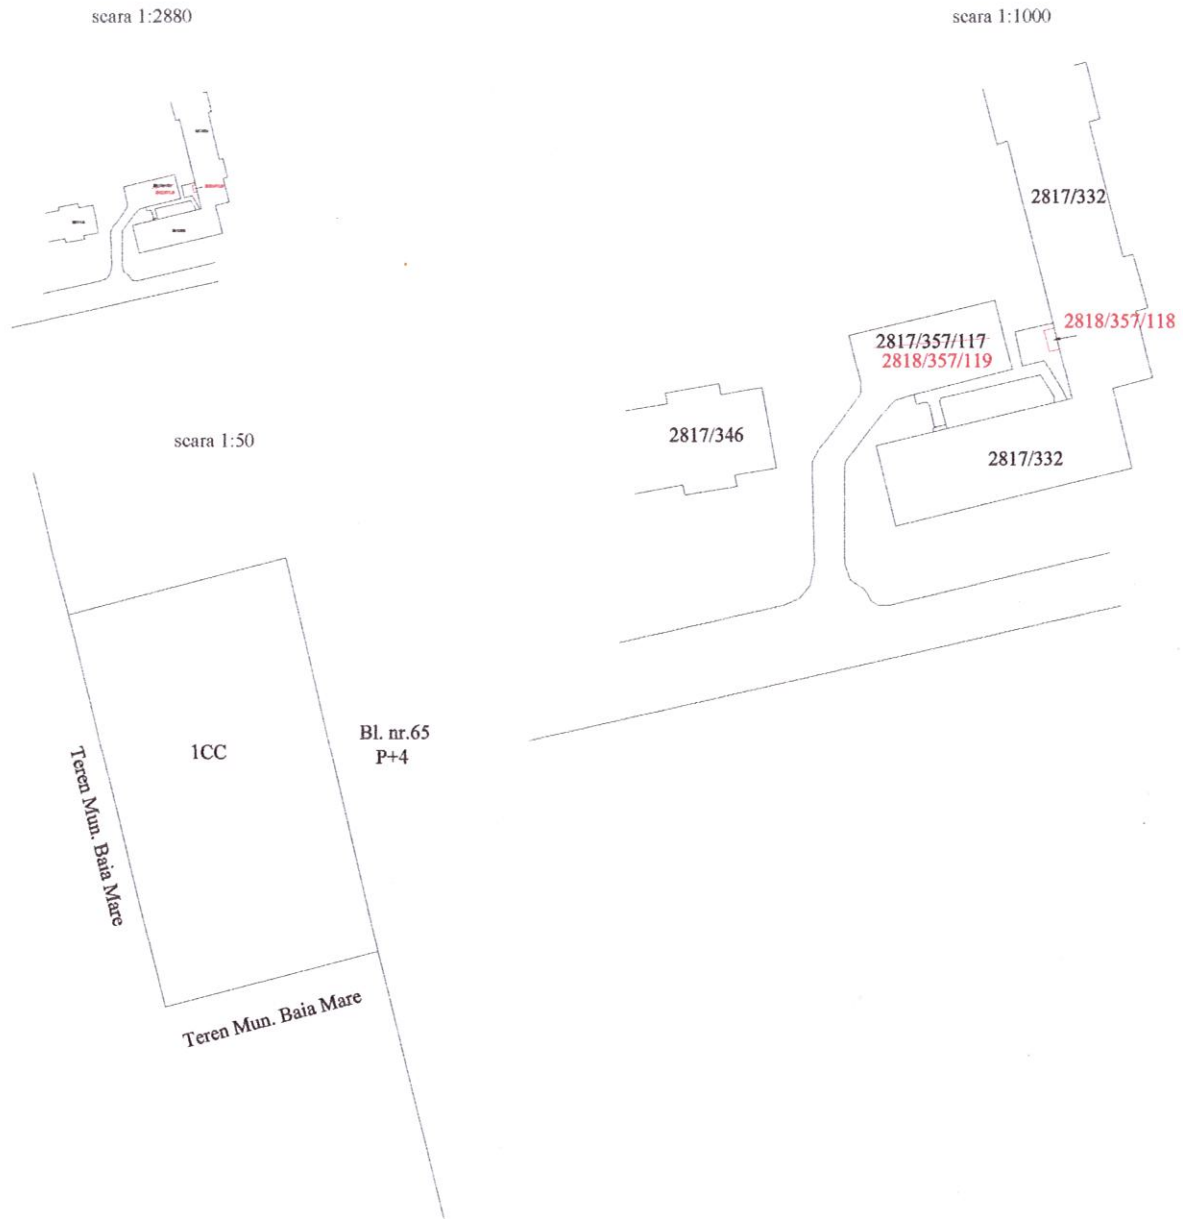 scara 1:2880
scara 1:1000
2817/332
2818/357/118
2817/357/117
2818/357/119
2817/346
2817/332
scara 1:50
1CC
Bl. nr.65
P+4
Teren Mun. Baia Mare
Teren Mun. Baia Mare